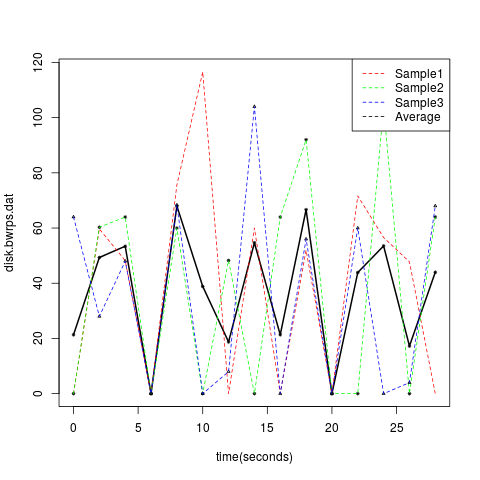 Sample1
Sample2
Sample3
Average
disk.bwrps.dat
120
100
80
60
40
20
0
0 5 10 15 20 25
time(seconds)